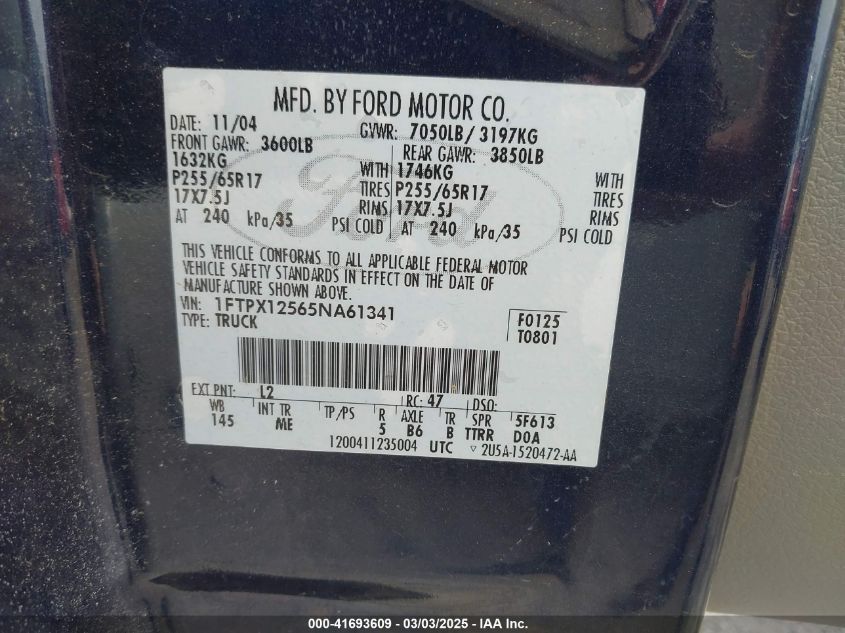 MFD. BY FORD MOTOR CO.
DATE: 11/04 GVWR: 7050LB/ 3197KG
FRONT GAWR: 3600LB REAR GAWR: 3850LB
1632KG WITH 1746KG WITH
P255/65R17 TIRES P255/65R17 TIRES
17X7.5J RIMS 17X7.5J RIMS
AT 240 kPa/35 PSI COLD AT 240 kPa/35 PSI COLD
Ford
THIS VEHICLE CONFORMS TO ALL APPLICABLE FEDERAL MOTOR
VEHICLE SAFETY STANDARDS IN EFFECT ON THE DATE OF
MANUFACTURE SHOWN ABOVE.
VIN: 1FTPX12565NA61341 F0125
TYPE: TRUCK T0801
EXT PNT: L2 RC: 47 DSO:
WB INT TR TP/PS R AXLE TR SPR 5F613
145 ME 5 B6 B TTRR D0A
1200411235004 UTC ▽ 2U5A-1520472-AA
000-41693609 - 03/03/2025 - IAA Inc.